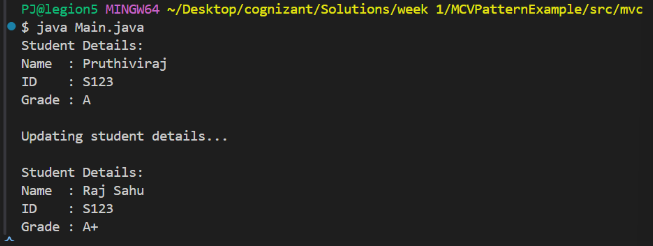 PJ@legion5 MINGW64 ~/Desktop/cognizant/Solutions/week 1/MCVPatternExample/src/mvc
$ java Main.java
Student Details:
Name  : Pruthiviraj
ID    : S123
Grade : A

Updating student details...

Student Details:
Name  : Raj Sahu
ID    : S123
Grade : A+